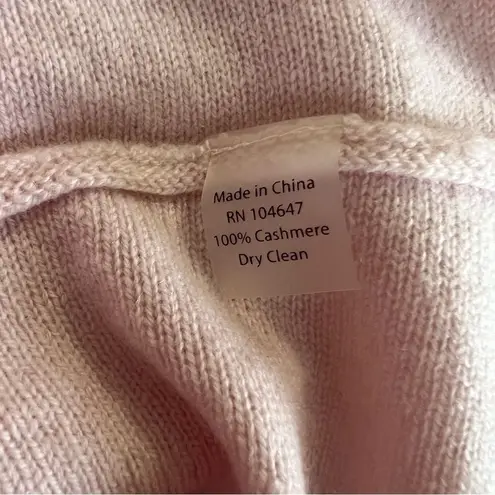 Made in China
RN 104647
100% Cashmere
Dry Clean